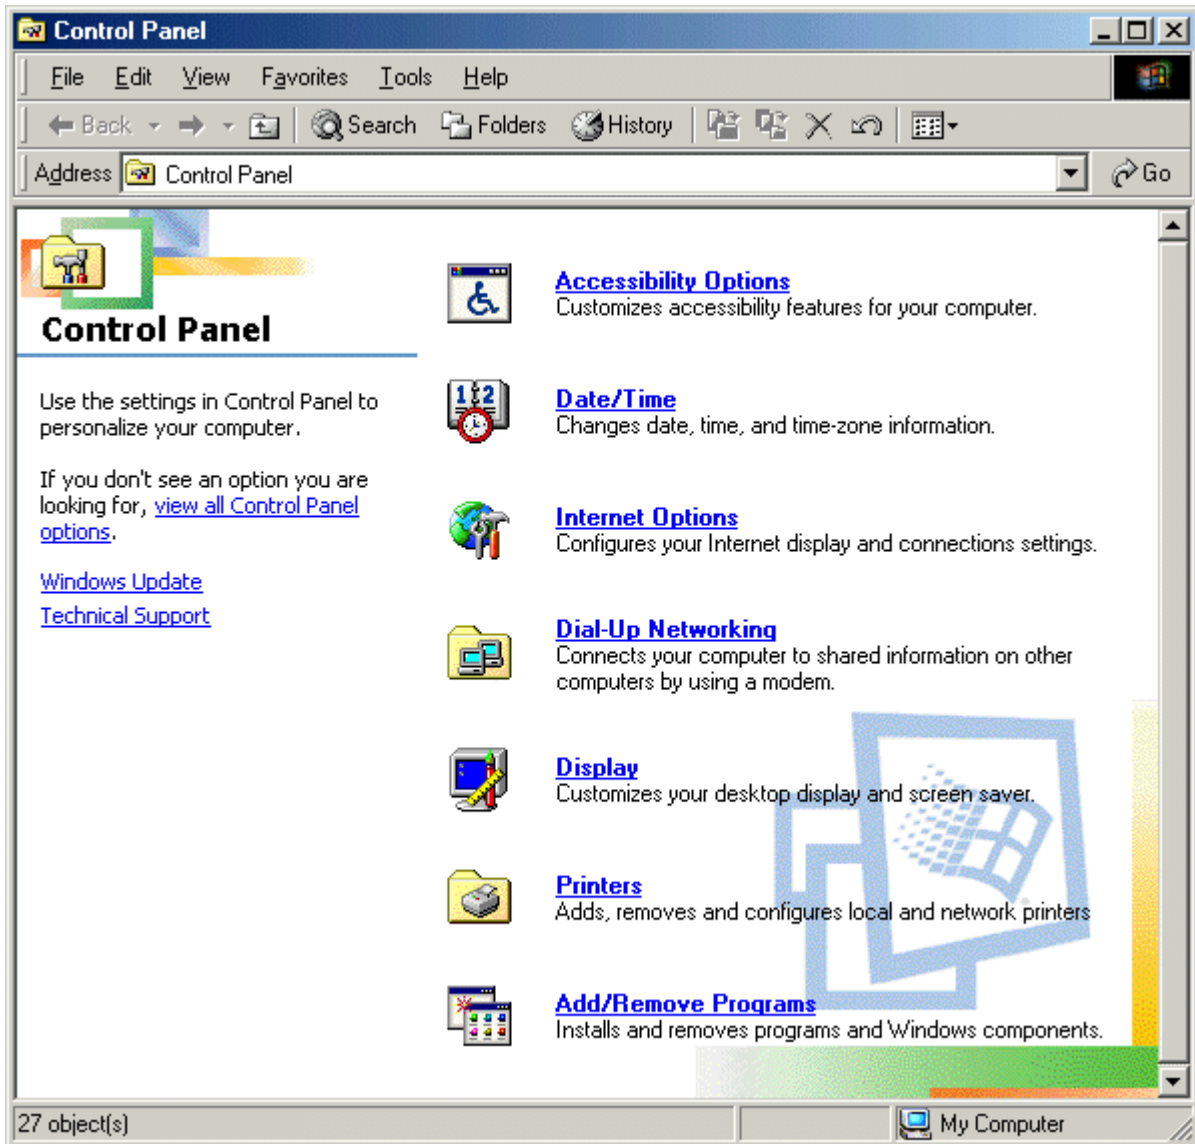 Control Panel
File Edit View Favorites Tools Help
Back Search Folders History
Address Control Panel Go
Control Panel
Use the settings in Control Panel to
personalize your computer.
If you don't see an option you are
looking for, view all Control Panel
options.
Windows Update
Technical Support
Accessibility Options
Customizes accessibility features for your computer.
12
Date/Time
Changes date, time, and time-zone information.
Internet Options
Configures your Internet display and connections settings.
Dial-Up Networking
Connects your computer to shared information on other
computers by using a modem.
Display
Customizes your desktop display and screen saver.
Printers
Adds, removes and configures local and network printers
Add/Remove Programs
Installs and removes programs and Windows components.
27 object(s) My Computer